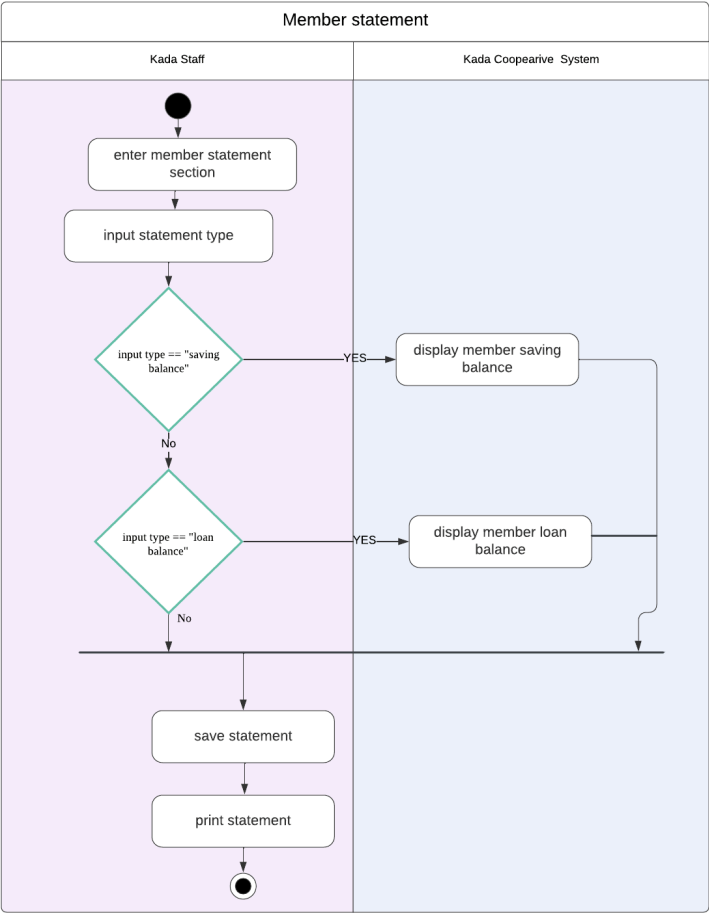 Member statement
Kada Staff
Kada Coopearive  System
enter member statement
section
input statement type
input type == "saving
balance"
YES
display member saving
balance
No
input type == "loan
balance"
YES
display member loan
balance
No
save statement
print statement